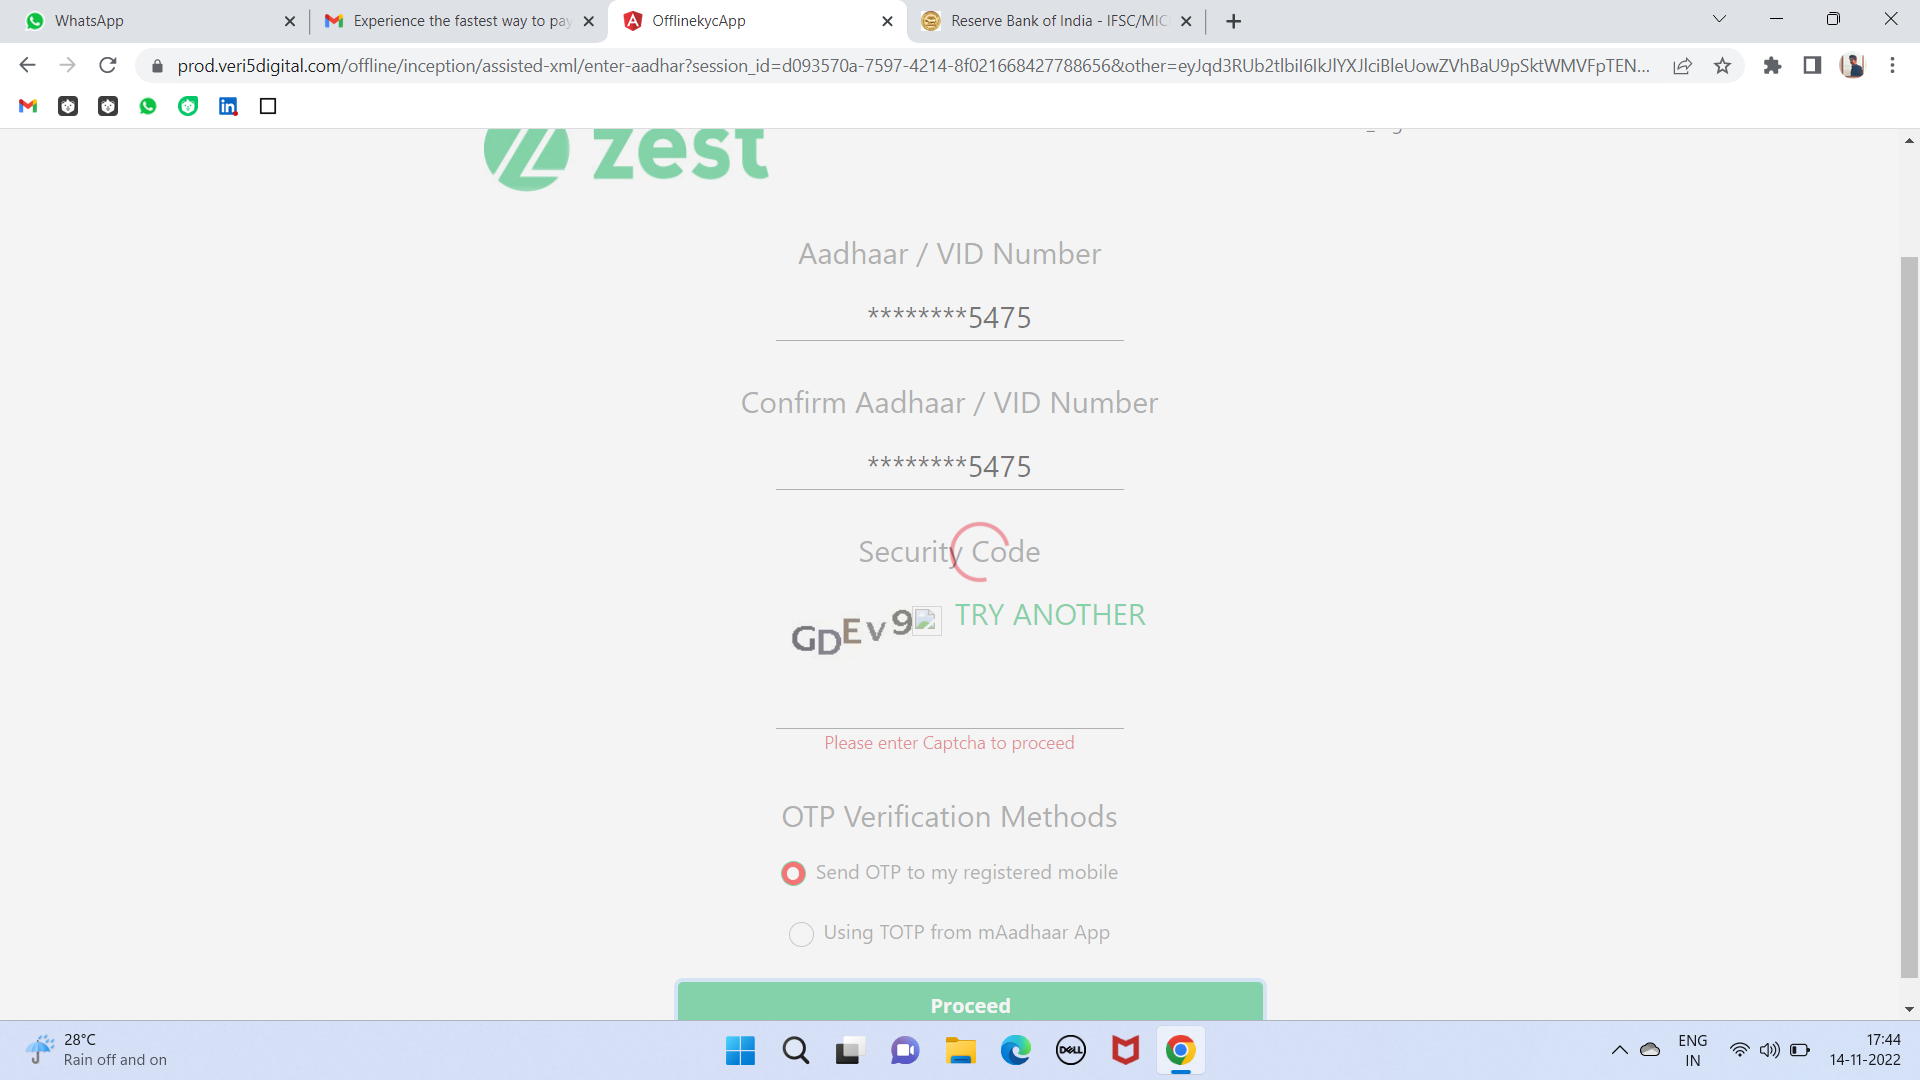 WhatsApp
Experience the fastest way to pay
OfflinekycApp
Reserve Bank of India - IFSC/MIC
prod.veri5digital.com/offline/inception/assisted-xml/enter-aadhar?session_id=d093570a-7597-4214-8f021668427788656&other=eyJqd3RUb2tlbiI6IkJlYXJlciBleUowZVhBaU9pSktWMVFpTEN...
zest
Aadhaar / VID Number
********5475
Confirm Aadhaar / VID Number
********5475
Security Code
GDEv9
TRY ANOTHER
Please enter Captcha to proceed
OTP Verification Methods
Send OTP to my registered mobile
Using TOTP from mAadhaar App
Proceed
28°C
Rain off and on
DELL
ENG
IN
17:44
14-11-2022